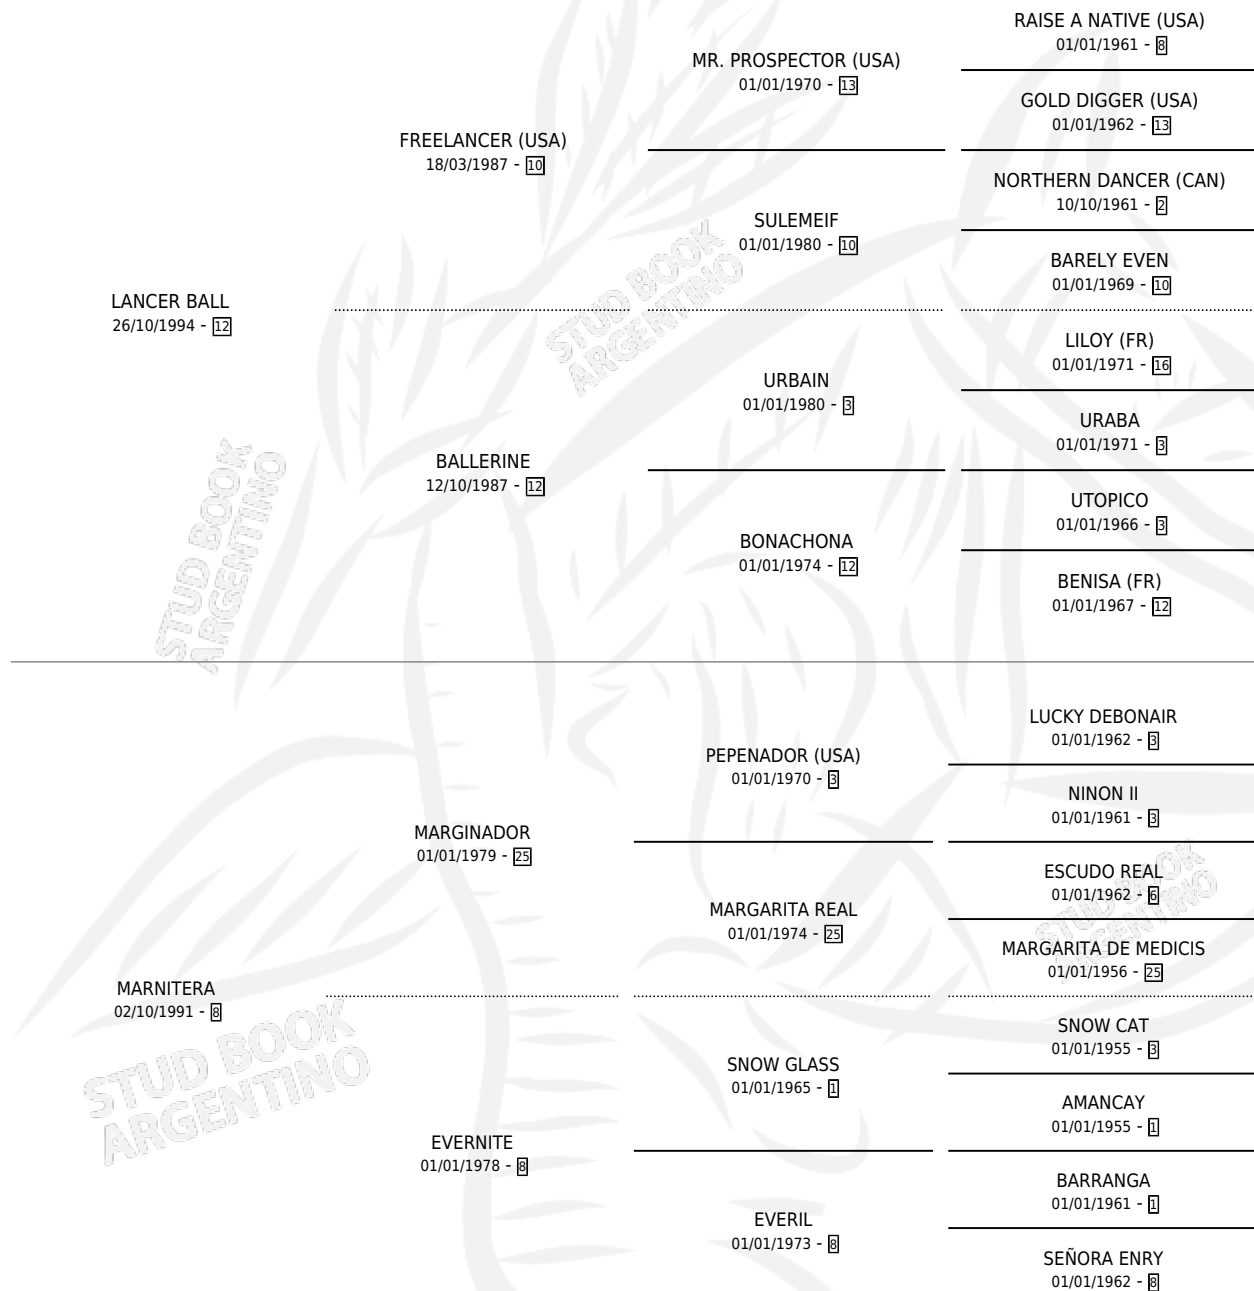 RAISE A NATIVE (USA)
01/01/1961 - 8
MR. PROSPECTOR (USA)
01/01/1970 - 13
GOLD DIGGER (USA)
01/01/1962 - 13
FREELANCER (USA)
18/03/1987 - 10
NORTHERN DANCER (CAN)
10/10/1961 - 2
SULEMEIF
01/01/1980 - 10
BARELY EVEN
01/01/1969 - 10
LANCER BALL
26/10/1994 - 12
LILOY (FR)
01/01/1971 - 16
URBAIN
01/01/1980 - 3
URABA
01/01/1971 - 3
BALLERINE
12/10/1987 - 12
UTOPICO
01/01/1966 - 3
BONACHONA
01/01/1974 - 12
BENISA (FR)
01/01/1967 - 12
LUCKY DEBONAIR
01/01/1962 - 3
PEPENADOR (USA)
01/01/1970 - 3
NINON II
01/01/1961 - 3
MARGINADOR
01/01/1979 - 25
ESCUDO REAL
01/01/1962 - 6
MARGARITA REAL
01/01/1974 - 25
MARGARITA DE MEDICIS
01/01/1956 - 25
MARNITERA
02/10/1991 - 8
SNOW CAT
01/01/1955 - 3
SNOW GLASS
01/01/1965 - 1
AMANCAY
01/01/1955 - 1
EVERNITE
01/01/1978 - 8
BARRANGA
01/01/1961 - 1
EVERIL
01/01/1973 - 8
SEÑORA ENRY
01/01/1962 - 8
STUD BOOK
ARGENTINO
STUD BOOK
ARGENTINO
STUD BOOK
ARGENTINO
STUD BOOK
ARGENTINO